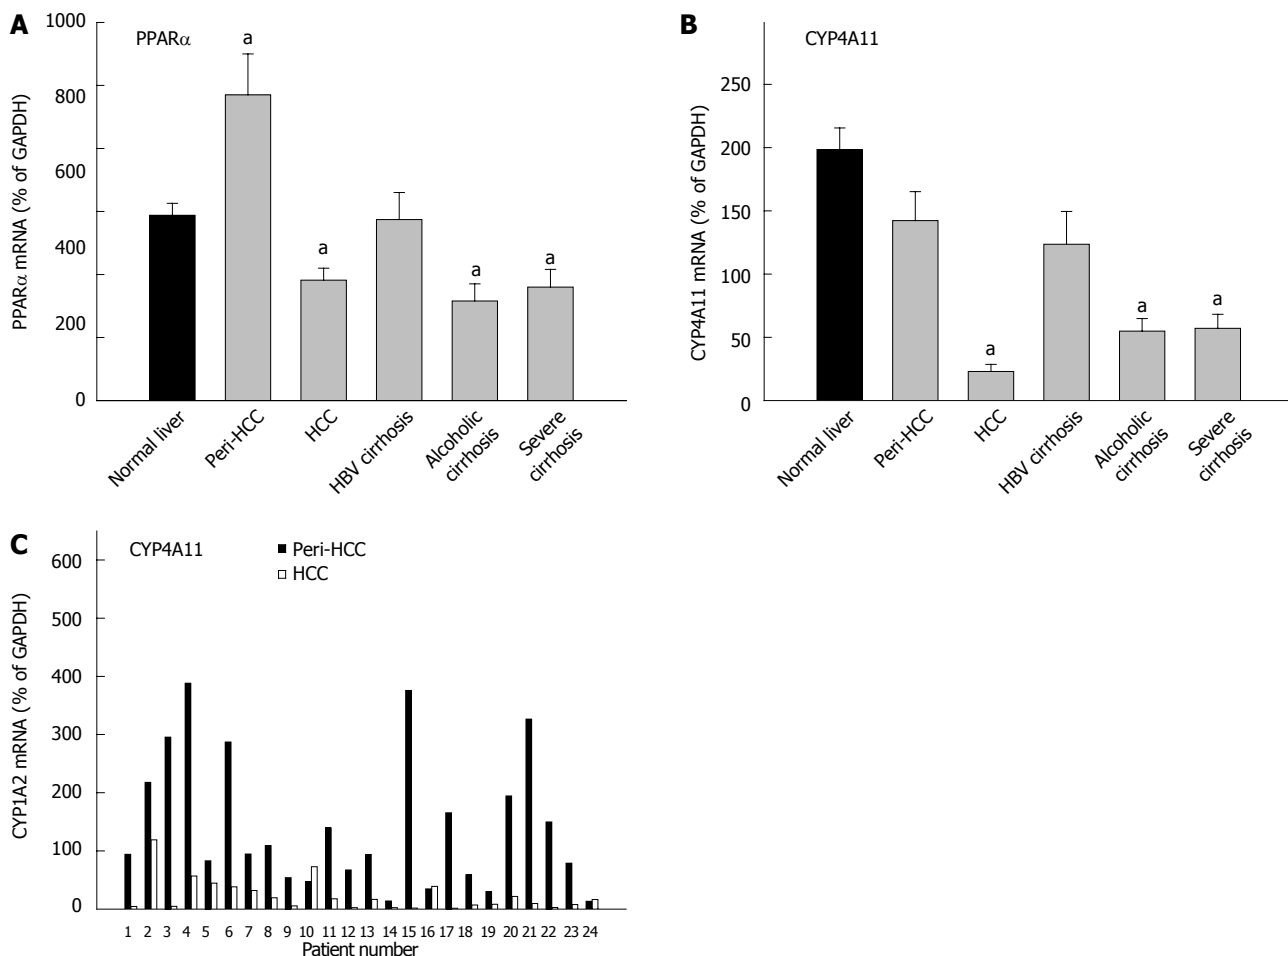 A
PPARα
PPARα mRNA (% of GAPDH)
1000
800
600
400
200
0
a
a
a
a
Normal liver
Peri-HCC
HCC
HBV cirrhosis
Alcoholic
cirrhosis
Severe
cirrhosis
B
CYP4A11
CYP4A11 mRNA (% of GAPDH)
250
200
150
100
50
0
a
a
a
Normal liver
Peri-HCC
HCC
HBV cirrhosis
Alcoholic
cirrhosis
Severe
cirrhosis
C
CYP4A11
Peri-HCC
HCC
CYP1A2 mRNA (% of GAPDH)
600
500
400
300
200
100
0
1 2 3 4 5 6 7 8 9 10 11 12 13 14 15 16 17 18 19 20 21 22 23 24
Patient number